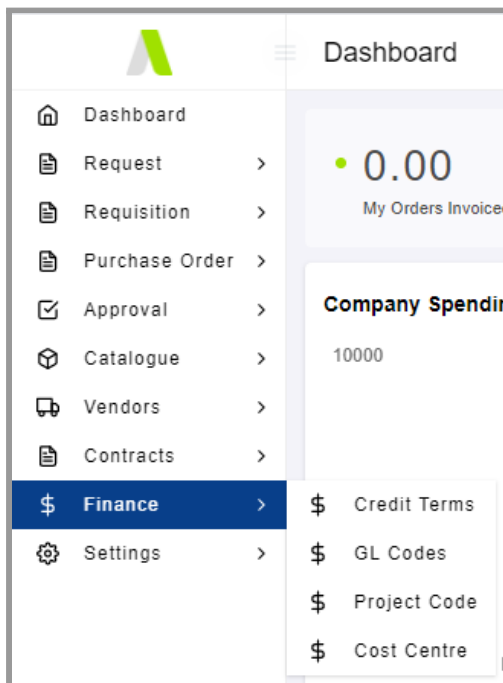 Dashboard
Dashboard
Request
0.00
Requisition
My Orders Invoice
Purchase Order
Approval
Company Spendin
Catalogue
10000
Vendors
Contracts
Finance
Credit Terms
Settings
GL Codes
Project Code
Cost Centre